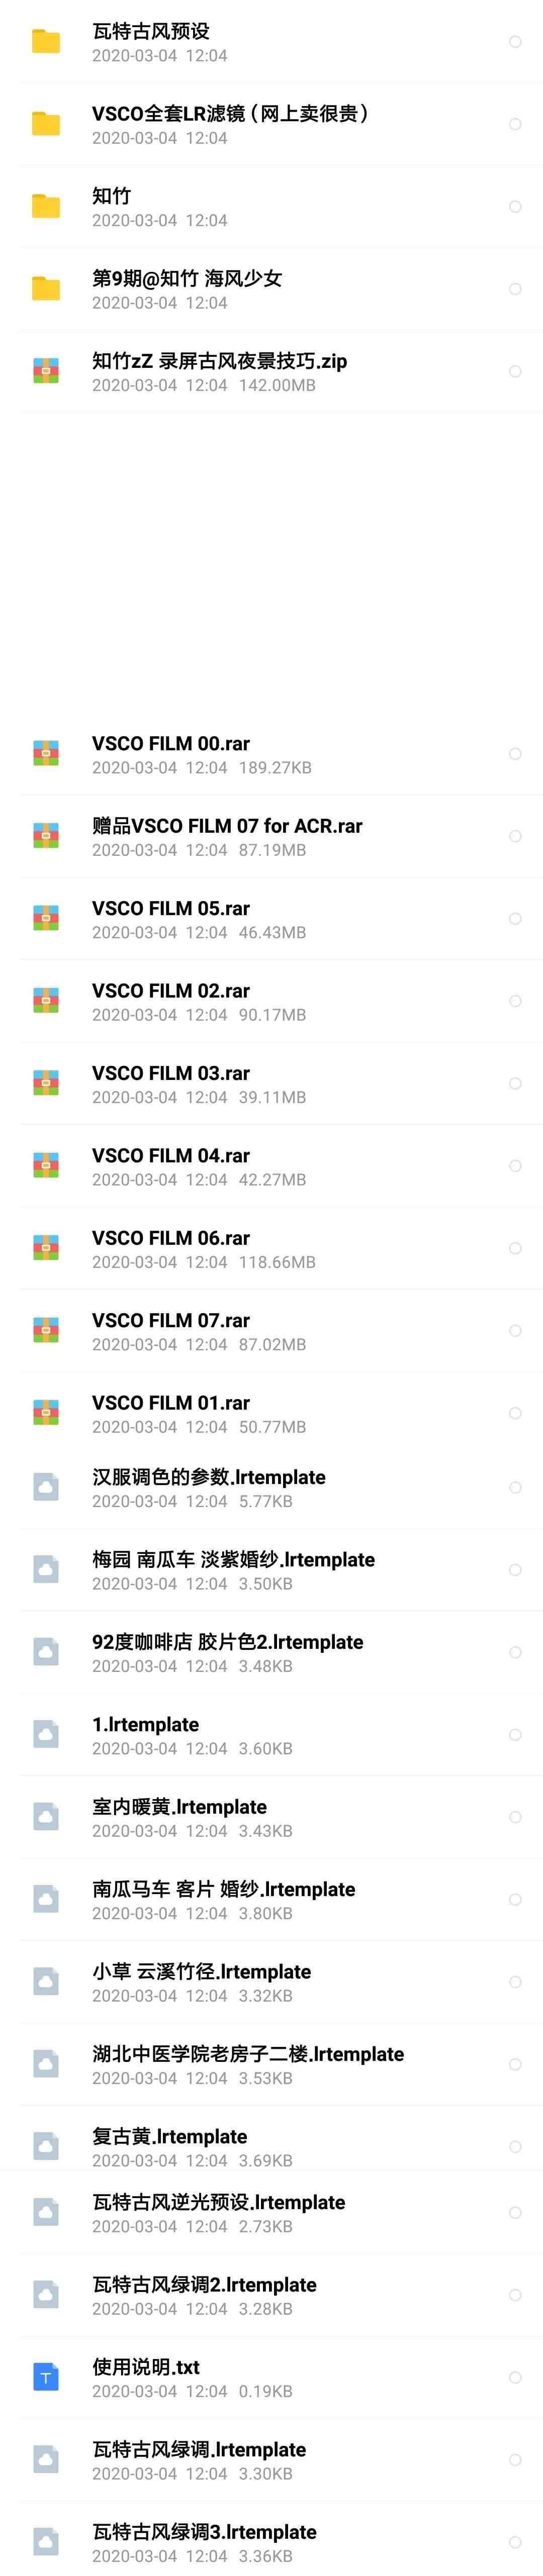 瓦特古风预设
2020-03-04 12:04
VSCO全套LR滤镜（网上卖很贵）
2020-03-04 12:04
知竹
2020-03-04 12:04
第9期@知竹 海风少女
2020-03-04 12:04
知竹zZ 录屏古风夜景技巧.zip
2020-03-04 12:04 142.00MB
VSCO FILM 00.rar
2020-03-04 12:04 189.27KB
赠品VSCO FILM 07 for ACR.rar
2020-03-04 12:04 87.19MB
VSCO FILM 05.rar
2020-03-04 12:04 46.43MB
VSCO FILM 02.rar
2020-03-04 12:04 90.17MB
VSCO FILM 03.rar
2020-03-04 12:04 39.11MB
VSCO FILM 04.rar
2020-03-04 12:04 42.27MB
VSCO FILM 06.rar
2020-03-04 12:04 118.66MB
VSCO FILM 07.rar
2020-03-04 12:04 87.02MB
VSCO FILM 01.rar
2020-03-04 12:04 50.77MB
汉服调色的参数.lrtemplate
2020-03-04 12:04 5.77KB
梅园 南瓜车 淡紫婚纱.lrtemplate
2020-03-04 12:04 3.50KB
92度咖啡店 胶片色2.lrtemplate
2020-03-04 12:04 3.48KB
1.lrtemplate
2020-03-04 12:04 3.60KB
室内暖黄.lrtemplate
2020-03-04 12:04 3.43KB
南瓜马车 客片 婚纱.lrtemplate
2020-03-04 12:04 3.80KB
小草 云溪竹径.lrtemplate
2020-03-04 12:04 3.32KB
湖北中医学院老房子二楼.lrtemplate
2020-03-04 12:04 3.53KB
复古黄.lrtemplate
2020-03-04 12:04 3.69KB
瓦特古风逆光预设.lrtemplate
2020-03-04 12:04 2.73KB
瓦特古风绿调2.lrtemplate
2020-03-04 12:04 3.28KB
使用说明.txt
2020-03-04 12:04 0.19KB
瓦特古风绿调.lrtemplate
2020-03-04 12:04 3.30KB
瓦特古风绿调3.lrtemplate
2020-03-04 12:04 3.36KB